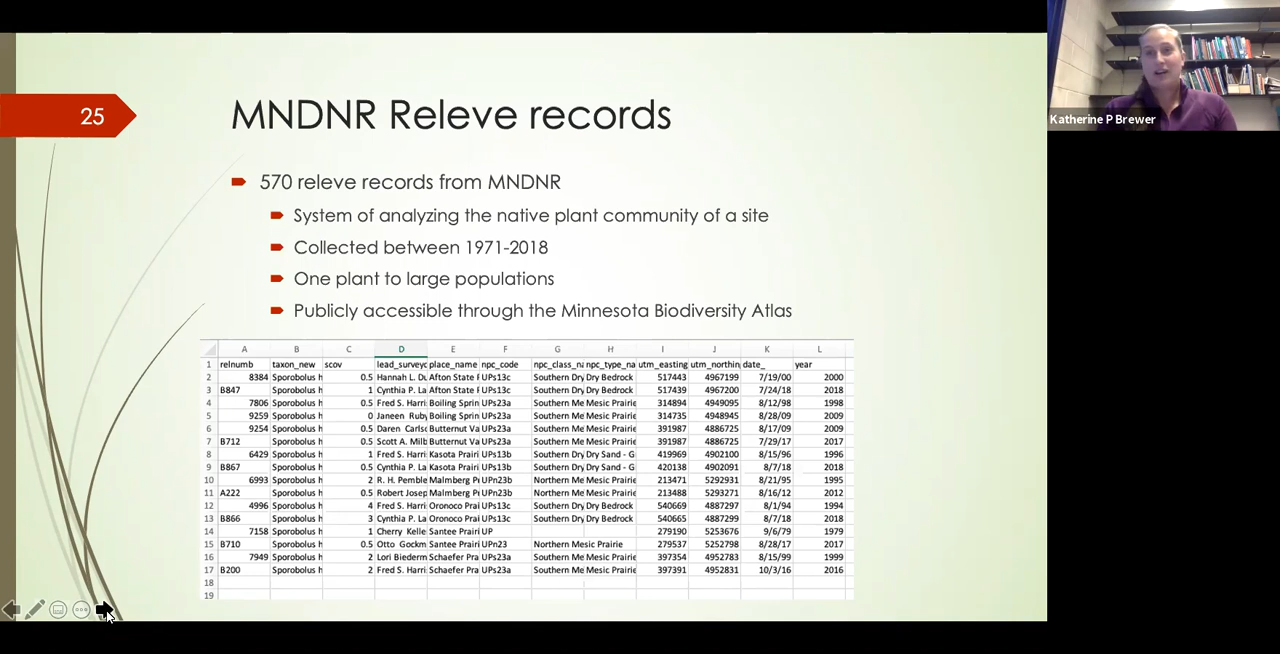 25
MNDNR Releve records
570 releve records from MNDNR
System of analyzing the native plant community of a site
Collected between 1971-2018
One plant to large populations
Publicly accessible through the Minnesota Biodiversity Atlas
A B C D E F G H I J K L
1 relnumb taxon_new scov lead_surveyo place_name npc_code npc_class_na npc_type_na utm_easting utm_northin date_ year
2 8384 Sporobolus h 0.5 Hannah L. Du Afton State P UPs13c Southern Dry Dry Bedrock 517443 4967199 7/19/00 2000
3 B847 Sporobolus h 1 Cynthia P. La Afton State P UPs13c Southern Dry Dry Bedrock 517439 4967200 7/24/18 2018
4 7806 Sporobolus h 0.5 Fred S. Harri Boiling Sprin UPs23a Southern Me Mesic Prairie 314894 4949095 8/12/98 1998
5 9259 Sporobolus h 0 Janeen Ruby Boiling Sprin UPs23a Southern Me Mesic Prairie 314735 4948945 8/28/09 2009
6 9254 Sporobolus h 0.5 Daren Carlso Butternut Va UPs23a Southern Me Mesic Prairie 391987 4886725 8/17/09 2009
7 B712 Sporobolus h 0.5 Scott A. Milb Butternut Va UPs23a Southern Me Mesic Prairie 391987 4886725 7/29/17 2017
8 6429 Sporobolus h 1 Fred S. Harri Kasota Prairi UPs13b Southern Dry Dry Sand - G 419969 4902100 8/15/96 1996
9 B867 Sporobolus h 0.5 Cynthia P. La Kasota Prairi UPs13b Southern Dry Dry Sand - G 420138 4902091 8/7/18 2018
10 6993 Sporobolus h 2 R. H. Pemble Malmberg Pr UPn23b Northern Me Mesic Prairie 213471 5292931 8/21/95 1995
11 A222 Sporobolus h 0.5 Robert Josep Malmberg Pr UPn23b Northern Me Mesic Prairie 213488 5293271 8/16/12 2012
12 4996 Sporobolus h 4 Fred S. Harri Oronoco Prai UPs13c Southern Dry Dry Bedrock 540669 4887297 8/1/94 1994
13 B866 Sporobolus h 3 Cynthia P. La Oronoco Prai UPs13c Southern Dry Dry Bedrock 540665 4887299 8/7/18 2018
14 7158 Sporobolus h 1 Cherry Kelle Santee Prairi UP 279190 5253676 9/6/79 1979
15 B710 Sporobolus h 0.5 Otto Gockm Santee Prairi UPn23 Northern Mesic Prairie 279537 5252798 8/28/17 2017
16 7949 Sporobolus h 2 Lori Biederm Schaefer Pra UPs23a Southern Me Mesic Prairie 397354 4952783 8/15/99 1999
17 B200 Sporobolus h 2 Fred S. Harri Schaefer Pra UPs23a Southern Me Mesic Prairie 397391 4952831 10/3/16 2016
18
19
Katherine P Brewer